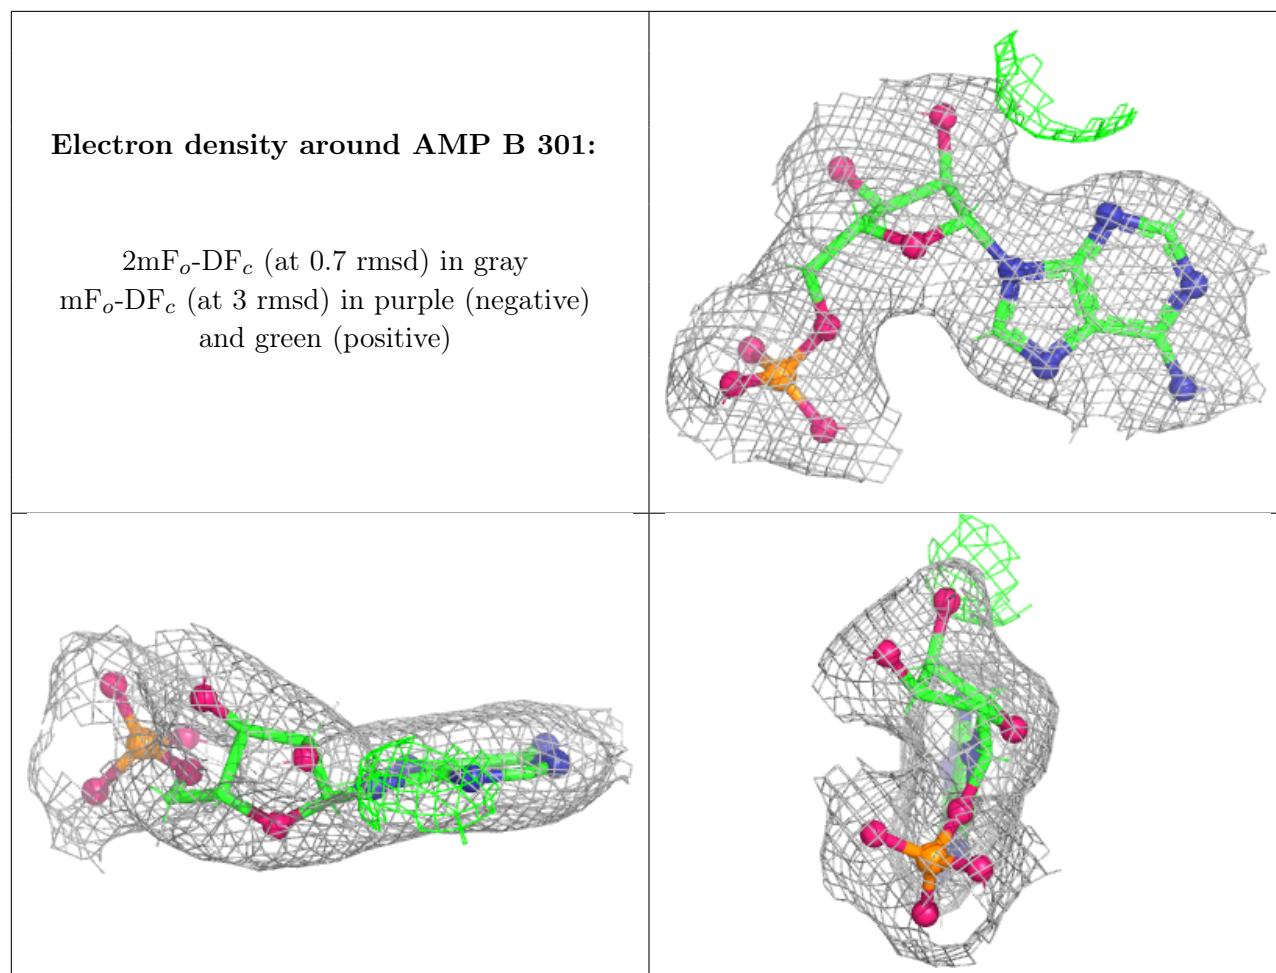 Electron density around AMP B 301:
2mFo-DFc (at 0.7 rmsd) in gray
mFo-DFc (at 3 rmsd) in purple (negative)
and green (positive)